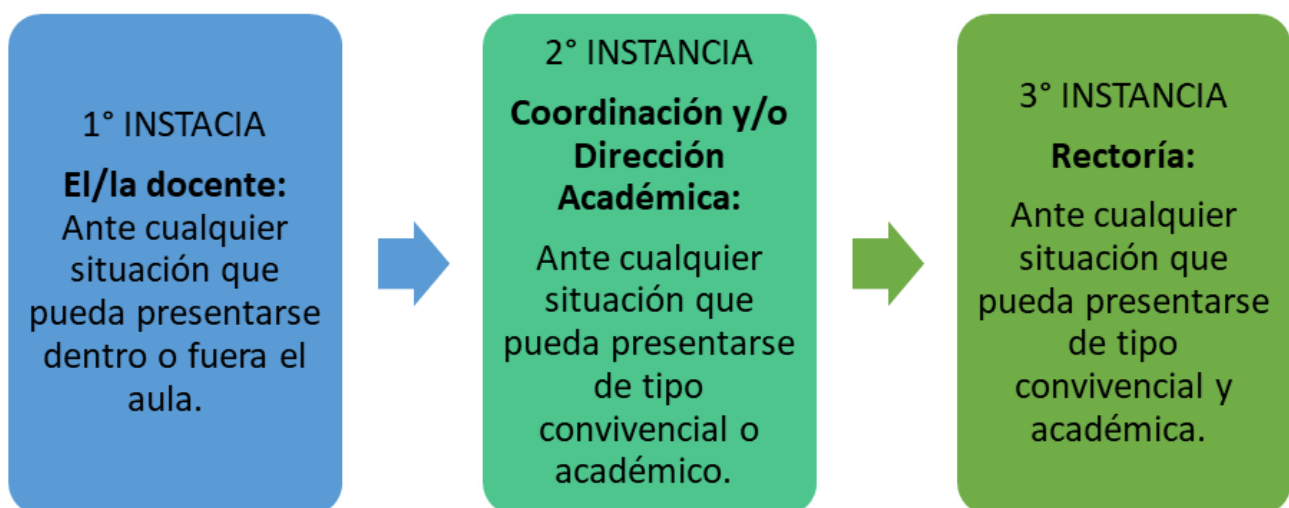 1° INSTACIA
El/la docente:
Ante cualquier
situación que
pueda presentarse
dentro o fuera el
aula.
2° INSTANCIA
Coordinación y/o
Dirección
Académica:
Ante cualquier
situación que
pueda presentarse
de tipo
convivencial o
académico.
3° INSTANCIA
Rectoría:
Ante cualquier
situación que
pueda presentarse
de tipo
convivencial y
académica.